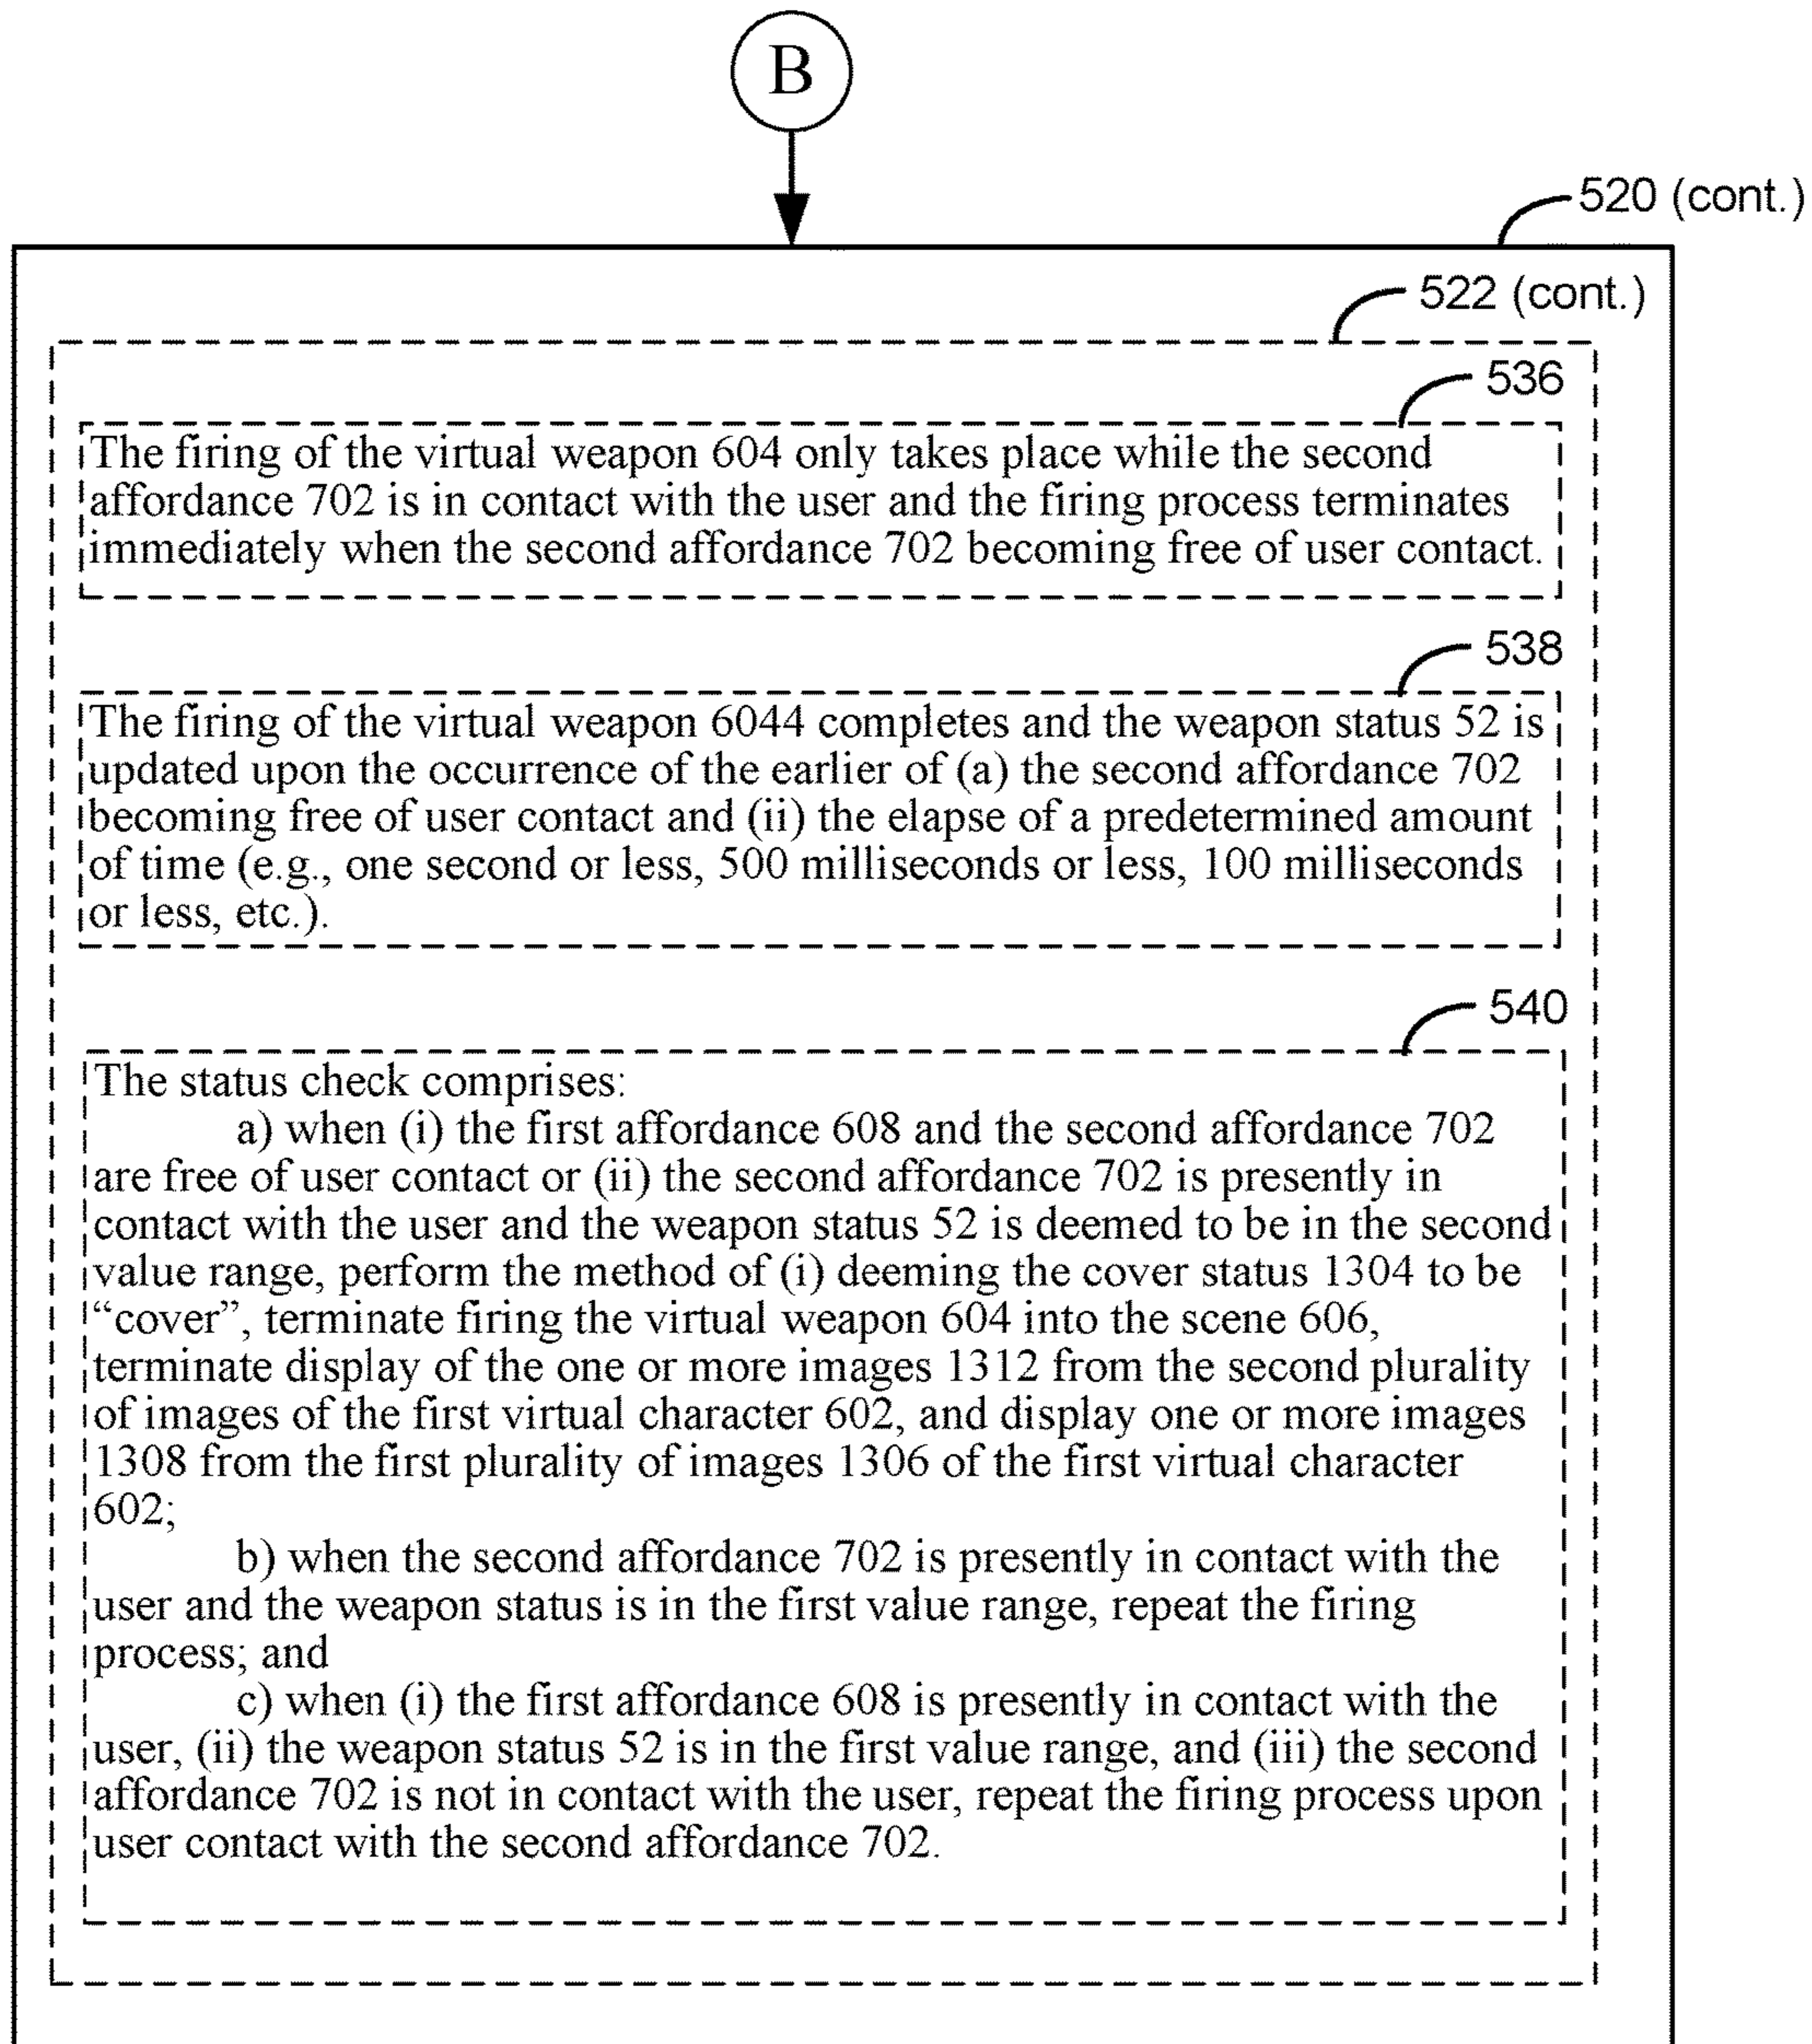 B
520 (cont.)
522 (cont.)
536
The firing of the virtual weapon 604 only takes place while the second
affordance 702 is in contact with the user and the firing process terminates
immediately when the second affordance 702 becoming free of user contact.
538
The firing of the virtual weapon 6044 completes and the weapon status 52 is
updated upon the occurrence of the earlier of (a) the second affordance 702
becoming free of user contact and (ii) the elapse of a predetermined amount
of time (e.g., one second or less, 500 milliseconds or less, 100 milliseconds
or less, etc.).
540
The status check comprises:
a) when (i) the first affordance 608 and the second affordance 702
are free of user contact or (ii) the second affordance 702 is presently in
contact with the user and the weapon status 52 is deemed to be in the second
value range, perform the method of (i) deeming the cover status 1304 to be
“cover”, terminate firing the virtual weapon 604 into the scene 606,
terminate display of the one or more images 1312 from the second plurality
of images of the first virtual character 602, and display one or more images
1308 from the first plurality of images 1306 of the first virtual character
602;
b) when the second affordance 702 is presently in contact with the
user and the weapon status is in the first value range, repeat the firing
process; and
c) when (i) the first affordance 608 is presently in contact with the
user, (ii) the weapon status 52 is in the first value range, and (iii) the second
affordance 702 is not in contact with the user, repeat the firing process upon
user contact with the second affordance 702.